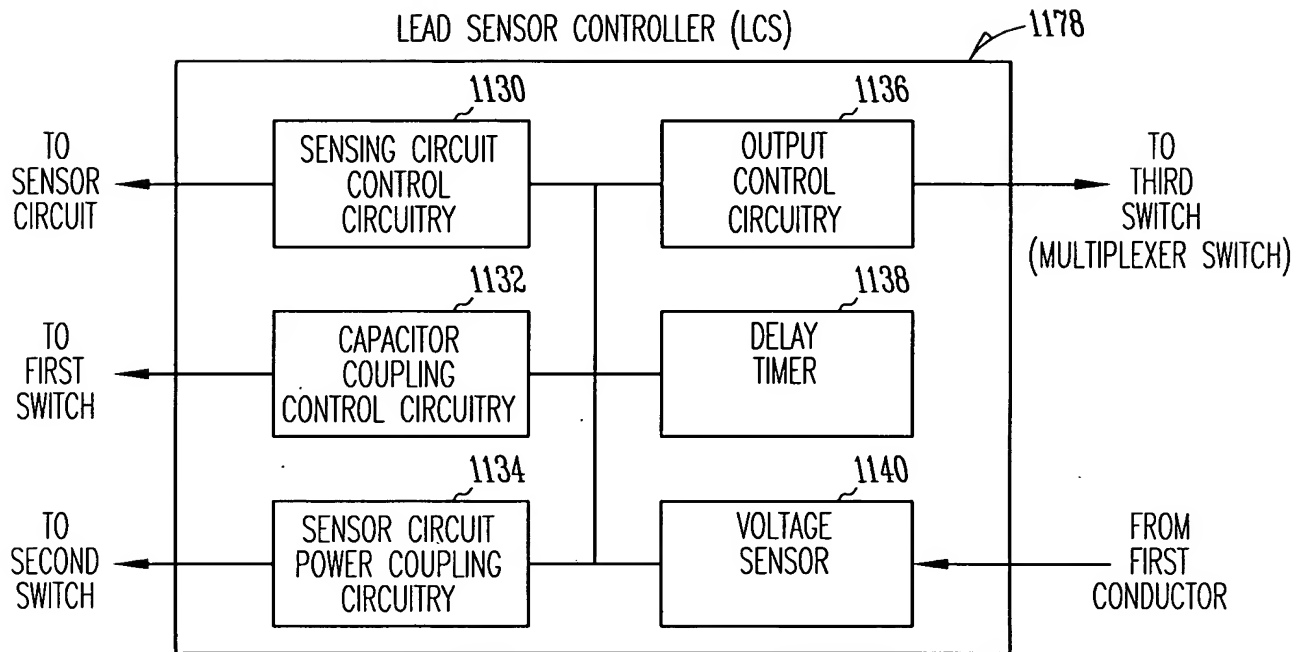 LEAD SENSOR CONTROLLER (LCS)
1178
1130
SENSING CIRCUIT
CONTROL
CIRCUITRY
1136
OUTPUT
CONTROL
CIRCUITRY
TO
SENSOR
CIRCUIT
TO
THIRD
SWITCH
(MULTIPLEXER SWITCH)
1132
CAPACITOR
COUPLING
CONTROL CIRCUITRY
1138
DELAY
TIMER
TO
FIRST
SWITCH
1134
SENSOR CIRCUIT
POWER COUPLING
CIRCUITRY
1140
VOLTAGE
SENSOR
TO
SECOND
SWITCH
FROM
FIRST
CONDUCTOR